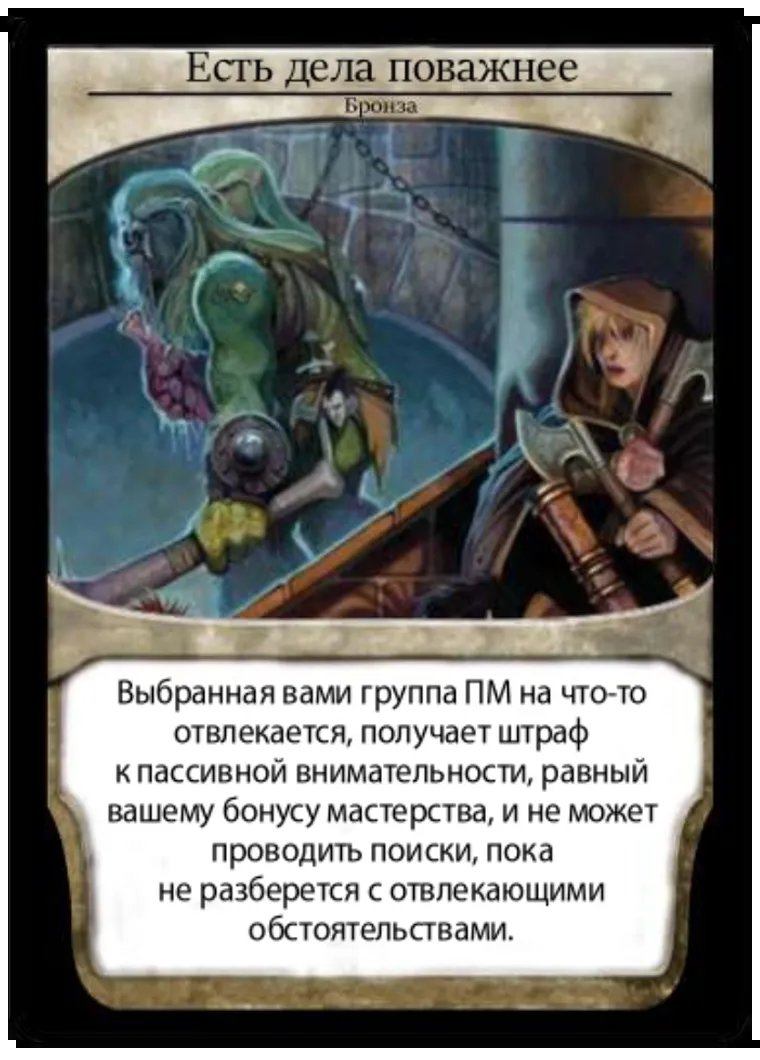 Есть дела поважнее
Бронза
Выбранная вами группа ПМ на что-то
отвлекается, получает штраф
к пассивной внимательности, равный
вашему бонусу мастерства, и не может
проводить поиски, пока
не разберется с отвлекающими
обстоятельствами.